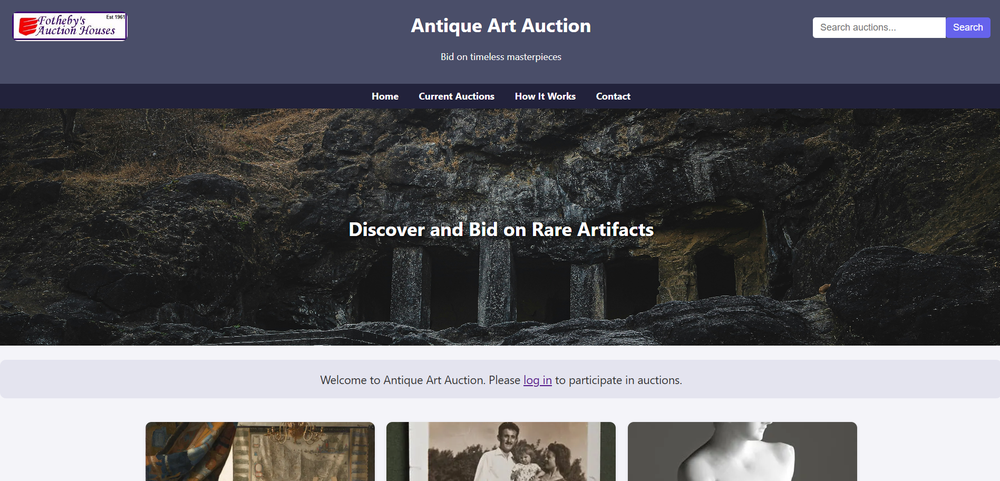 Fotheby's
Auction Houses
Est 1961
Antique Art Auction
Bid on timeless masterpieces
Search auctions...
Search
Home
Current Auctions
How It Works
Contact
Discover and Bid on Rare Artifacts
Welcome to Antique Art Auction. Please log in to participate in auctions.